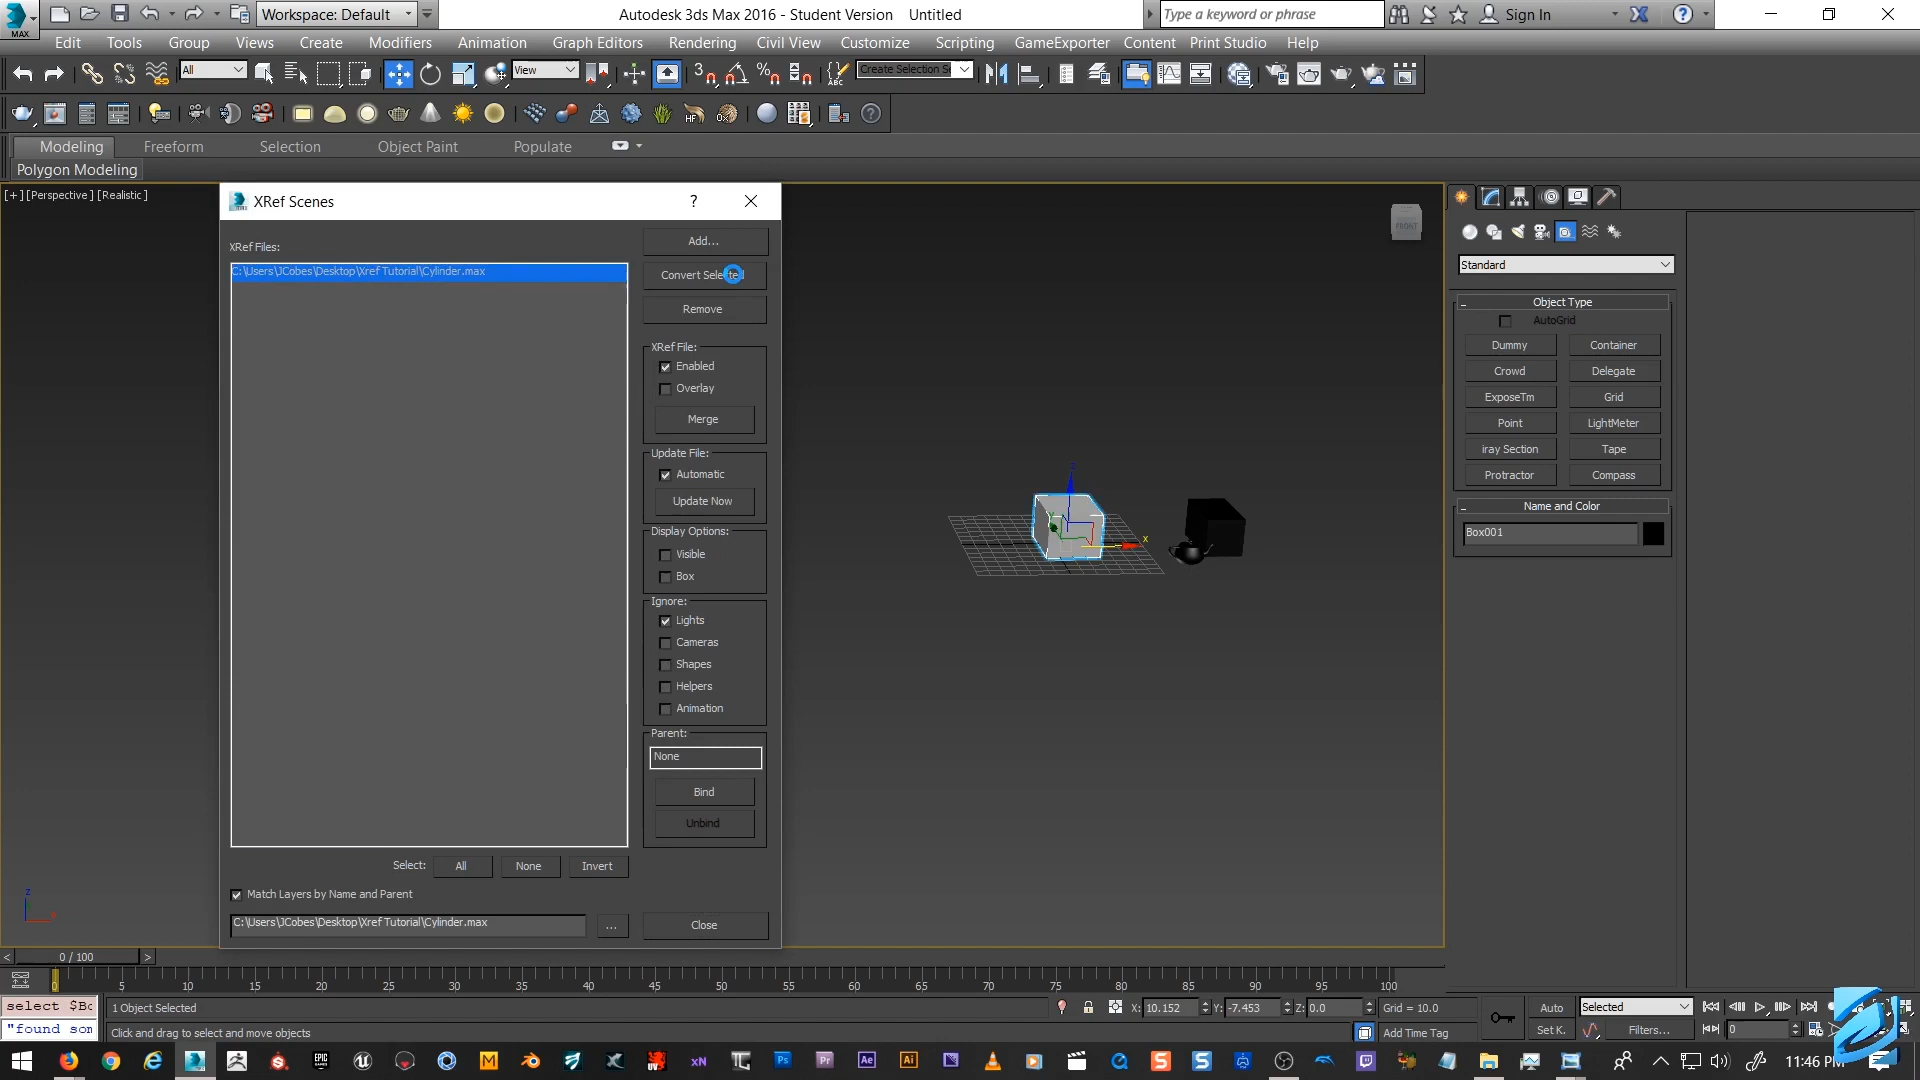 MAX
Workspace: Default
Autodesk 3ds Max 2016 - Student Version Untitled
Type a keyword or phrase
Sign In
Edit Tools Group Views Create Modifiers Animation Graph Editors Rendering Civil View Customize Scripting GameExporter Content Print Studio Help
All
View
Create Selection Se
Modeling Freeform Selection Object Paint Populate
Polygon Modeling
[+] [Perspective] [Realistic]
XRef Scenes
XRef Files:
C:\Users\JCobes\Desktop\Xref Tutorial\Cylinder.max
Add...
Convert Selected
Remove
XRef File:
Enabled
Overlay
Merge
Update File:
Automatic
Update Now
Display Options:
Visible
Box
Ignore:
Lights
Cameras
Shapes
Helpers
Animation
Parent:
None
Bind
Unbind
Select: All None Invert
Match Layers by Name and Parent
C:\Users\JCobes\Desktop\Xref Tutorial\Cylinder.max
...
Close
FRONT
z
x
Standard
Object Type
AutoGrid
Dummy Container
Crowd Delegate
ExposeTm Grid
Point LightMeter
iray Section Tape
Protractor Compass
Name and Color
Box001
z
0 / 100
0 5 10 15 20 25 30 35 40 45 50 55 60 65 70 75 80 85 90 95 100
select $Bo
1 Object Selected
X: 10.152 Y: -7.453 Z: 0.0 Grid = 10.0
Auto Selected
"found som
Click and drag to select and move objects
Add Time Tag
Set K. Filters...
0
11:46 PM